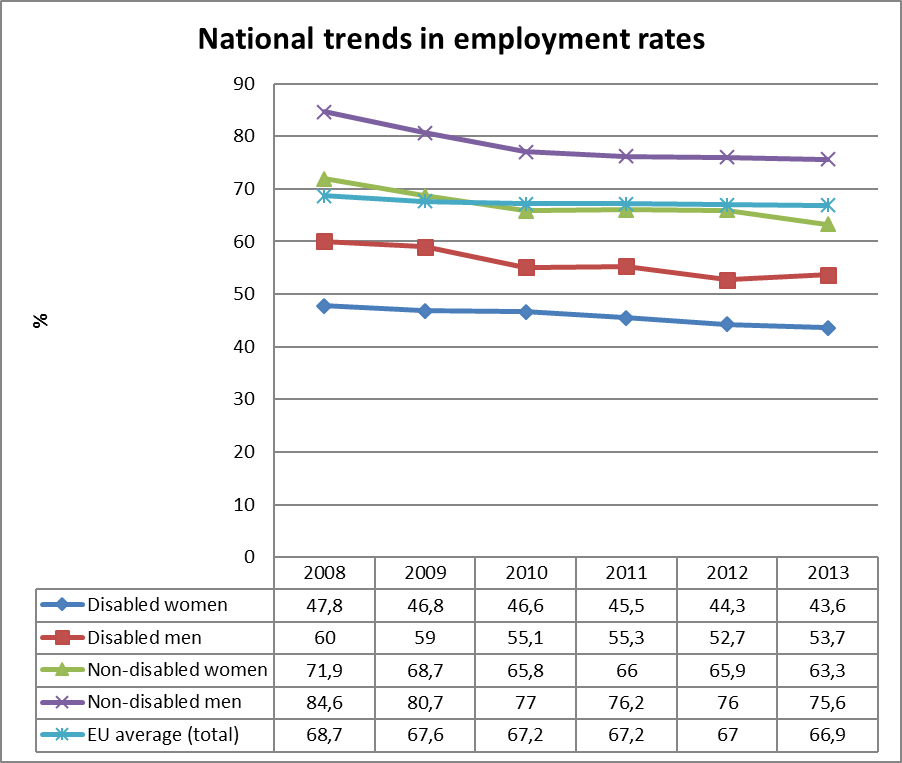 National trends in employment rates
90
80
70
60
50
40
30
20
10
0
%
2008 2009 2010 2011 2012 2013
Disabled women 47,8 46,8 46,6 45,5 44,3 43,6
Disabled men 60 59 55,1 55,3 52,7 53,7
Non-disabled women 71,9 68,7 65,8 66 65,9 63,3
Non-disabled men 84,6 80,7 77 76,2 76 75,6
EU average (total) 68,7 67,6 67,2 67,2 67 66,9